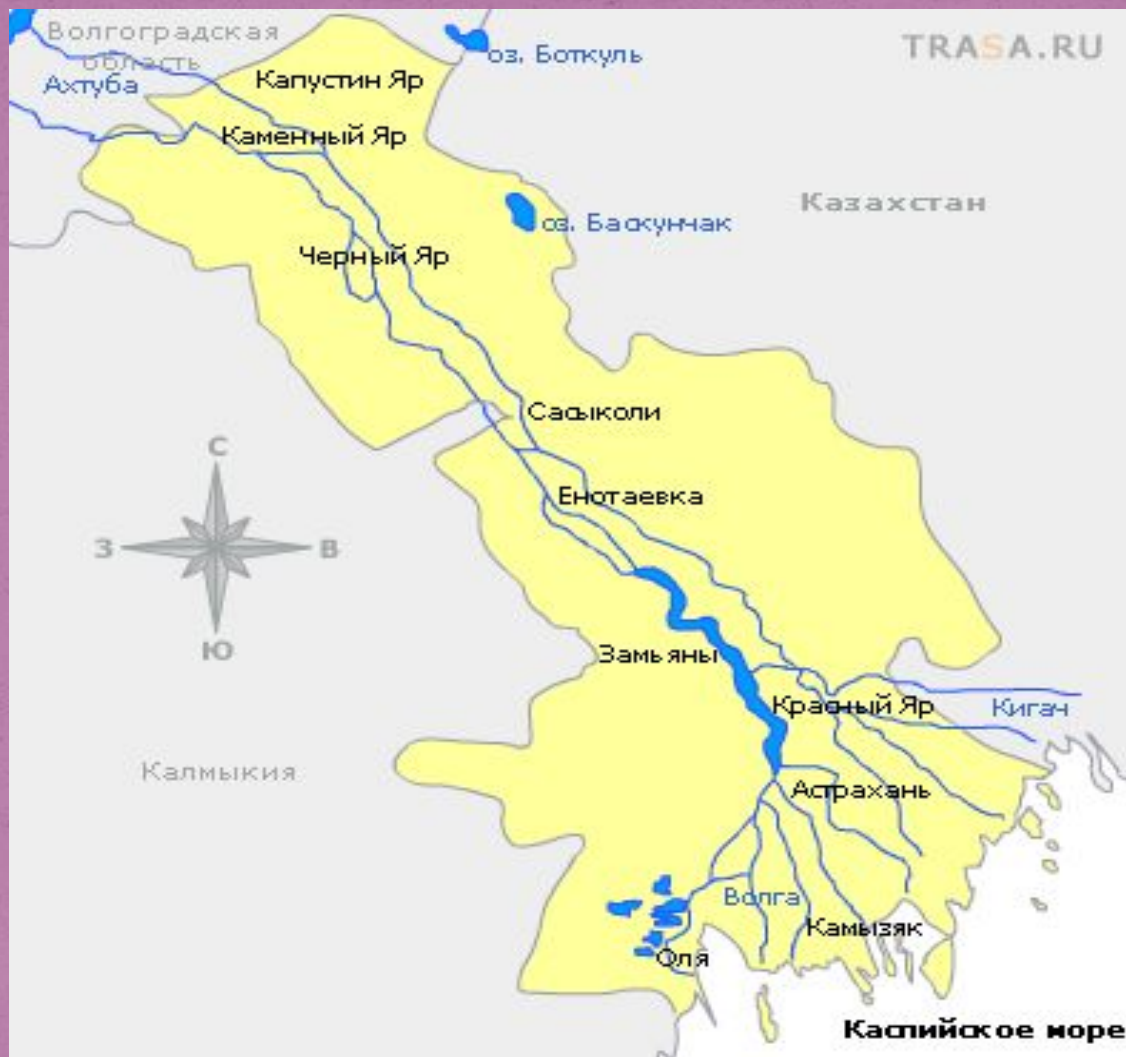 Волгоградская
область
TRASA.RU
оз. Боткуль
Капустин Яр
Ахтуба
Каменный Яр
Казахстан
оз. Баскунчак
Черный Яр
Сасыколи
С
Енотаевка
З
В
Ю
Замьяны
Красный Яр
Кигач
Калмыкия
Астрахань
Волга
Камызяк
Оля
Каспийское море